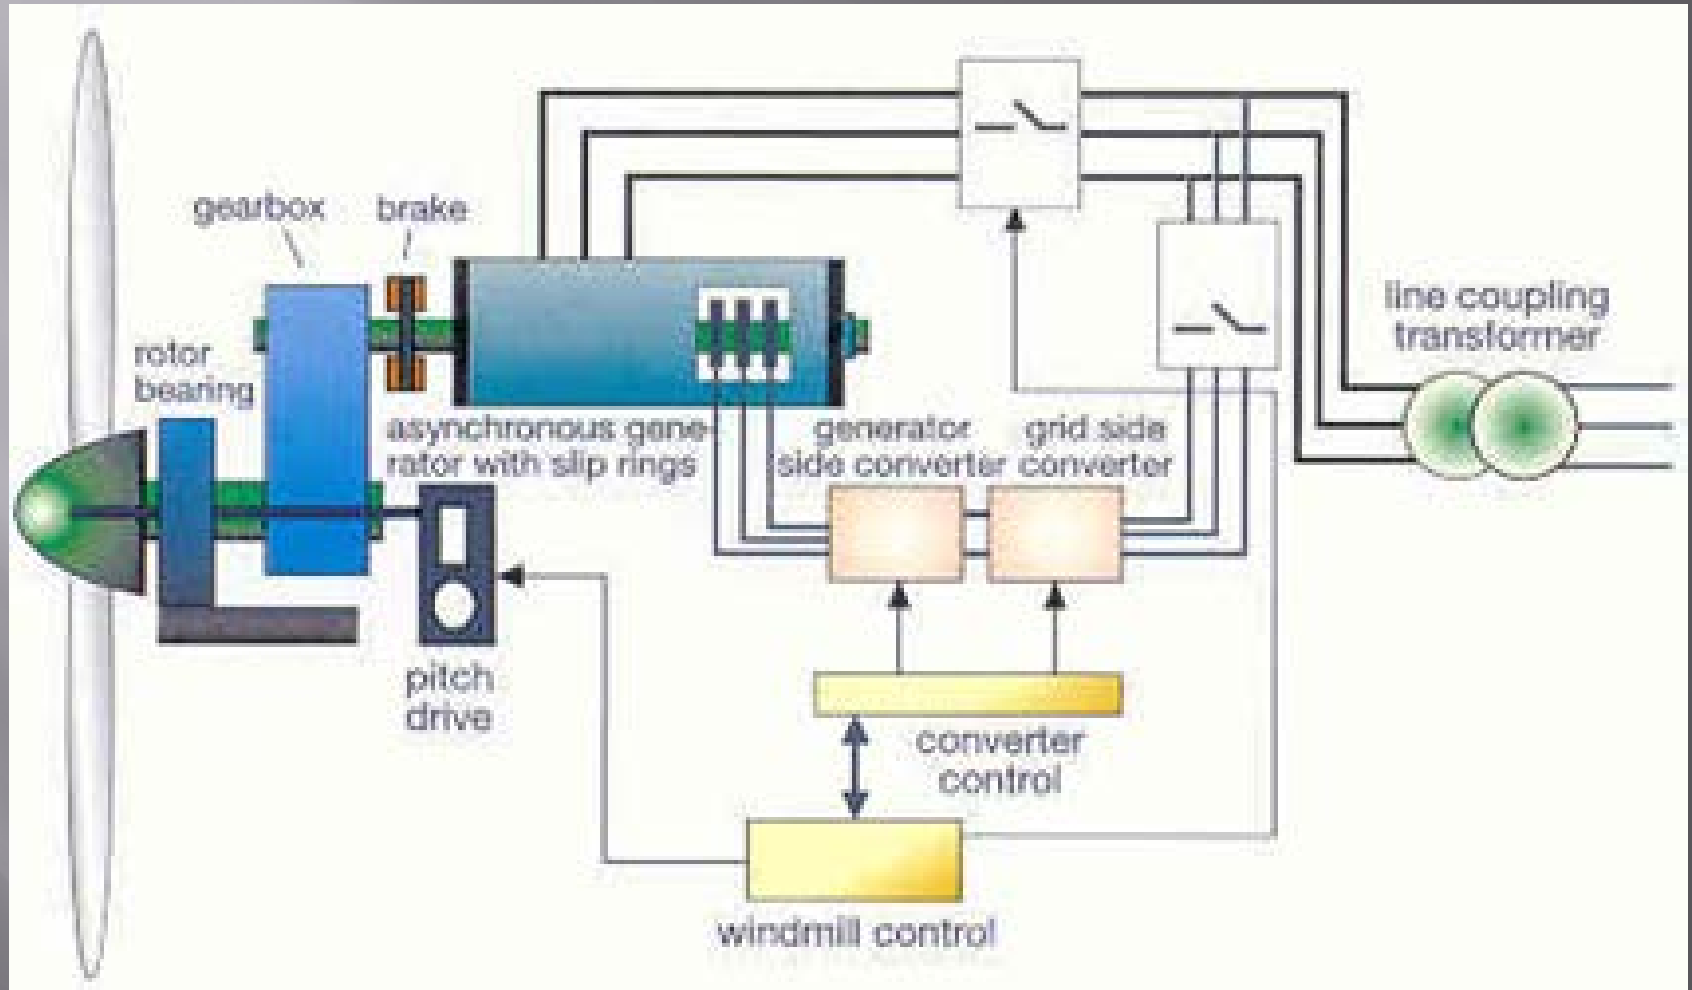 gearbox
brake
rotor
bearing
line coupling
transformer
asynchronous gene-
rator with slip rings
generator
side converter
grid side
converter
pitch
drive
converter
control
windmill control